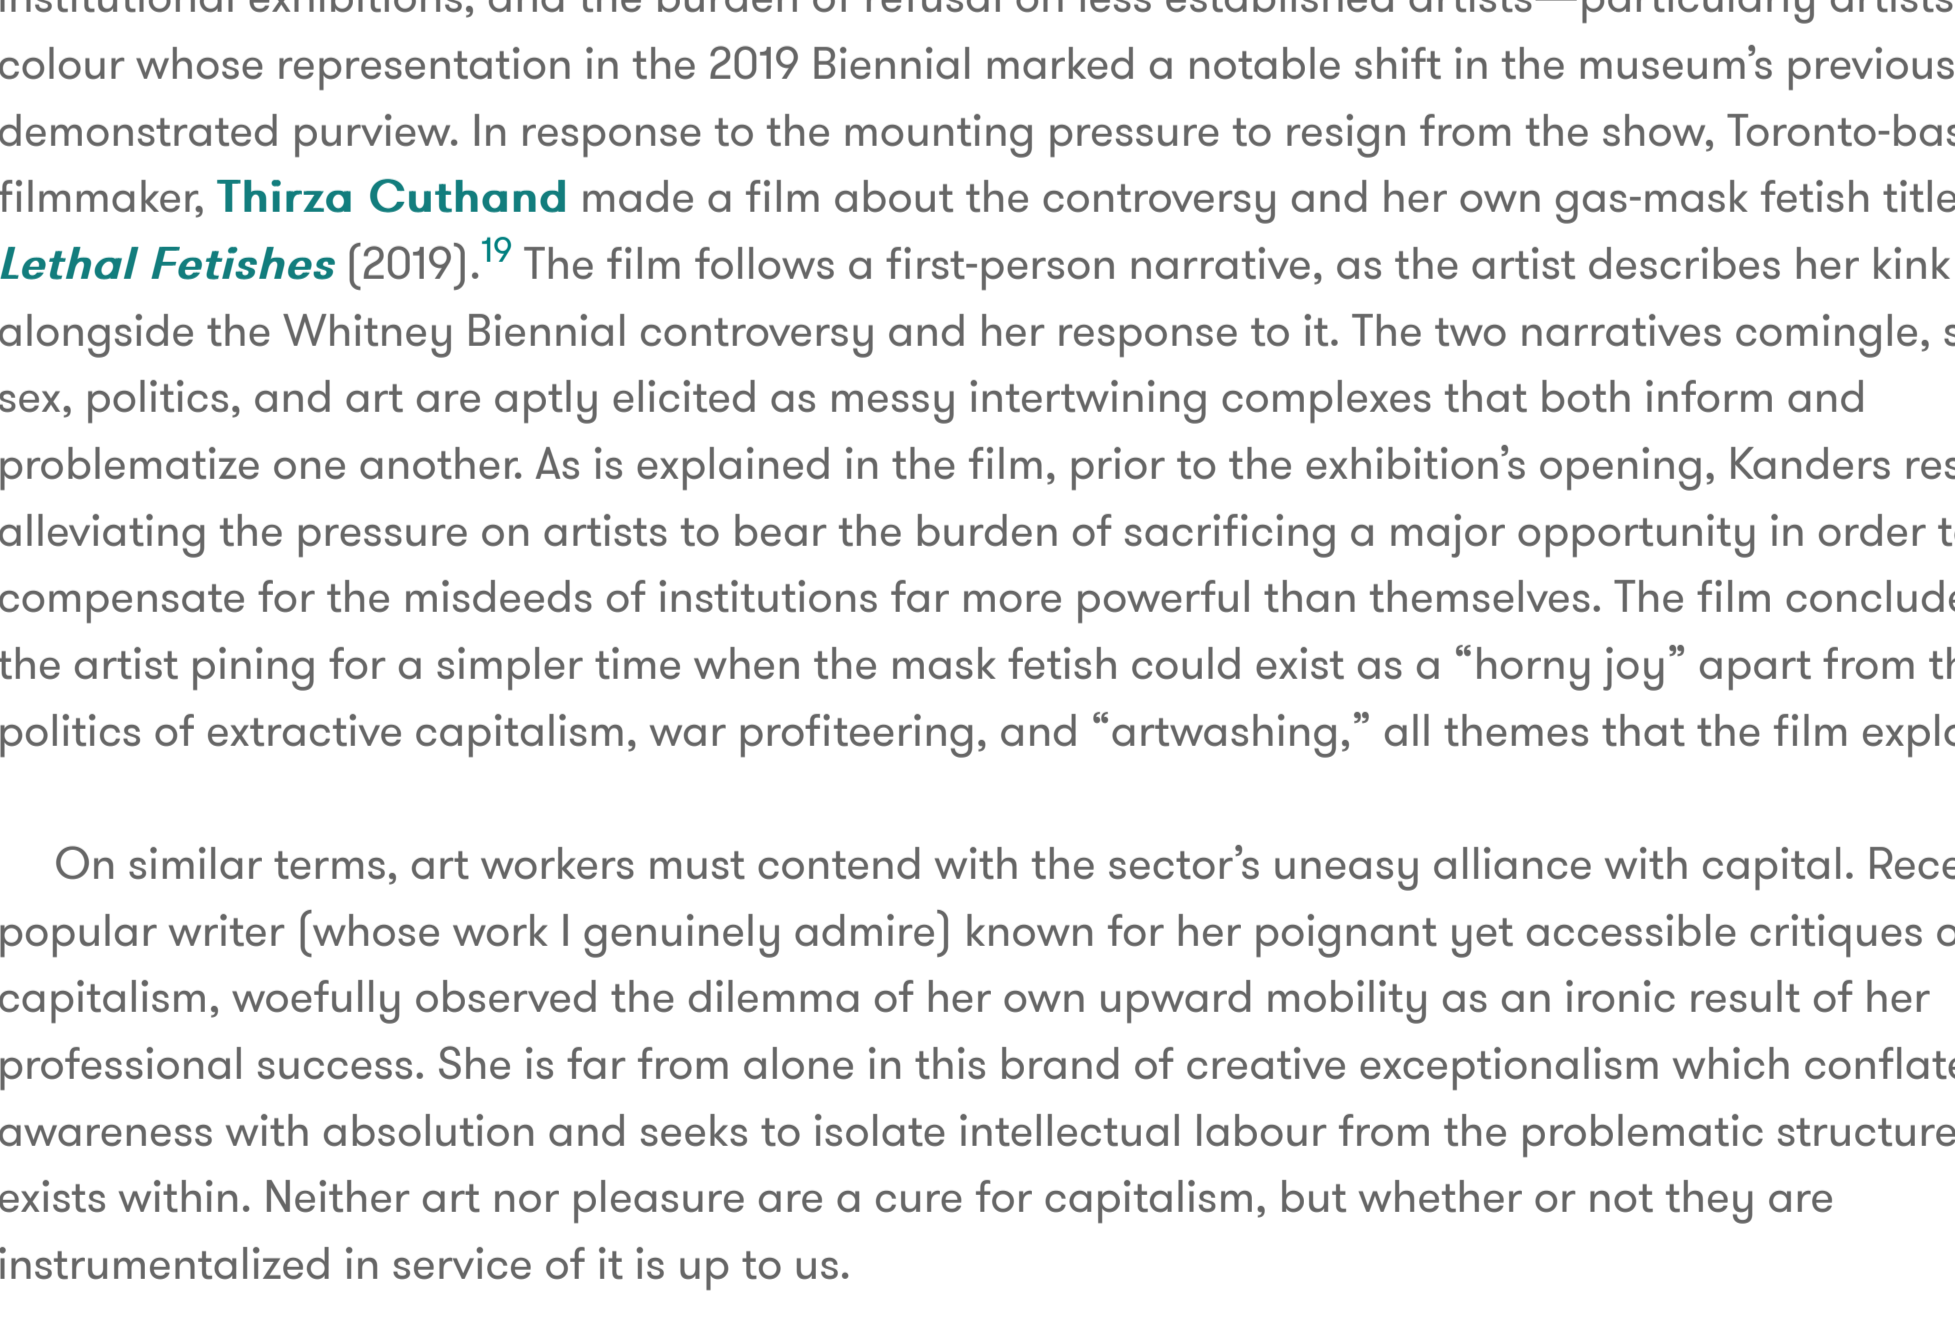 institutional exhibitions, and the burden of refusal on less established artists—particularly artists
colour whose representation in the 2019 Biennial marked a notable shift in the museum’s previous
demonstrated purview. In response to the mounting pressure to resign from the show, Toronto-bas
filmmaker, Thirza Cuthand made a film about the controversy and her own gas-mask fetish title
Lethal Fetishes (2019).19 The film follows a first-person narrative, as the artist describes her kink
alongside the Whitney Biennial controversy and her response to it. The two narratives comingle, s
sex, politics, and art are aptly elicited as messy intertwining complexes that both inform and
problematize one another. As is explained in the film, prior to the exhibition’s opening, Kanders res
alleviating the pressure on artists to bear the burden of sacrificing a major opportunity in order t
compensate for the misdeeds of institutions far more powerful than themselves. The film conclude
the artist pining for a simpler time when the mask fetish could exist as a “horny joy” apart from th
politics of extractive capitalism, war profiteering, and “artwashing,” all themes that the film explo
On similar terms, art workers must contend with the sector’s uneasy alliance with capital. Rece
popular writer (whose work I genuinely admire) known for her poignant yet accessible critiques o
capitalism, woefully observed the dilemma of her own upward mobility as an ironic result of her
professional success. She is far from alone in this brand of creative exceptionalism which conflate
awareness with absolution and seeks to isolate intellectual labour from the problematic structure
exists within. Neither art nor pleasure are a cure for capitalism, but whether or not they are
instrumentalized in service of it is up to us.